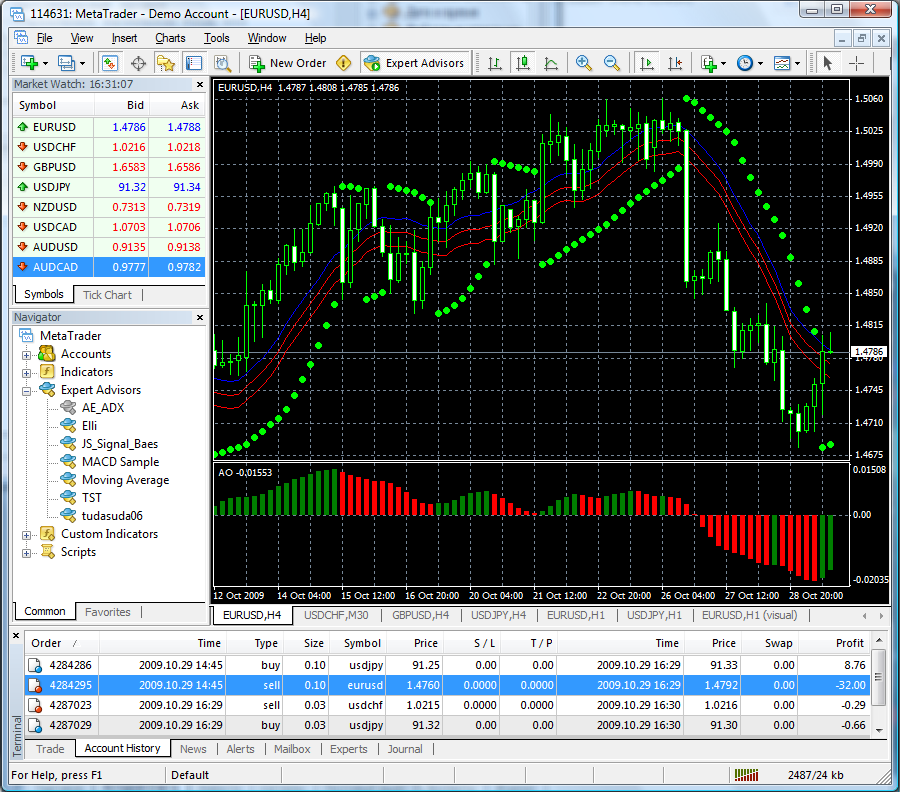 114631: MetaTrader - Demo Account - [EURUSD,H4]
File View Insert Charts Tools Window Help
New Order Expert Advisors
Market Watch: 16:31:07
Symbol Bid Ask
EURUSD 1.4786 1.4788
USDCHF 1.0216 1.0218
GBPUSD 1.6583 1.6586
USDJPY 91.32 91.34
NZDUSD 0.7313 0.7319
USDCAD 1.0703 1.0706
AUDUSD 0.9135 0.9138
AUDCAD 0.9777 0.9782
Symbols Tick Chart
Navigator
MetaTrader
Accounts
Indicators
Expert Advisors
AE_ADX
Elli
JS_Signal_Baes
MACD Sample
Moving Average
TST
tudasuda06
Custom Indicators
Scripts
Common Favorites
EURUSD,H4 1.4787 1.4808 1.4785 1.4786
1.5060
1.5025
1.4990
1.4955
1.4920
1.4885
1.4850
1.4815
1.4786
1.4780
1.4745
1.4710
1.4675
AO -0.01553
0.01508
0.00
-0.02035
12 Oct 2009 14 Oct 04:00 15 Oct 12:00 16 Oct 20:00 20 Oct 04:00 21 Oct 12:00 22 Oct 20:00 26 Oct 04:00 27 Oct 12:00 28 Oct 20:00
EURUSD,H4 USDCHF,M30 GBPUSD,H4 USDJPY,H4 EURUSD,H1 USDJPY,H1 EURUSD,H1 (visual)
Order / Time Type Size Symbol Price S / L T / P Time Price Swap Profit
4284286 2009.10.29 14:45 buy 0.10 usdjpy 91.25 0.00 0.00 2009.10.29 16:29 91.33 0.00 8.76
4284295 2009.10.29 14:45 sell 0.10 eurusd 1.4760 0.0000 0.0000 2009.10.29 16:29 1.4792 0.00 -32.00
4287023 2009.10.29 16:29 sell 0.03 usdchf 1.0215 0.0000 0.0000 2009.10.29 16:30 1.0216 0.00 -0.29
4287029 2009.10.29 16:29 buy 0.03 usdjpy 91.32 0.00 0.00 2009.10.29 16:30 91.30 0.00 -0.66
Terminal
Trade Account History News Alerts Mailbox Experts Journal
For Help, press F1 Default 2487/24 kb